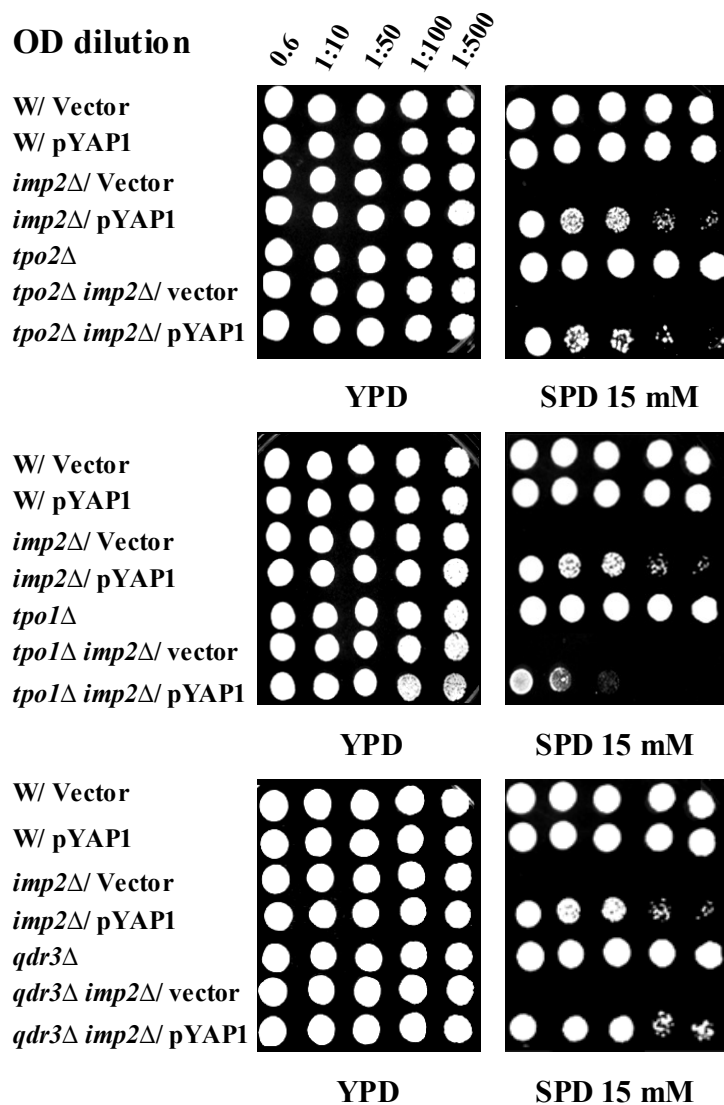 OD dilution 0.6 1:10 1:50 1:100 1:500
W/ Vector
W/ pYAP1
imp2Δ/ Vector
imp2Δ/ pYAP1
tpo2Δ
tpo2Δ imp2Δ/ vector
tpo2Δ imp2Δ/ pYAP1
YPD SPD 15 mM
W/ Vector
W/ pYAP1
imp2Δ/ Vector
imp2Δ/ pYAP1
tpo1Δ
tpo1Δ imp2Δ/ vector
tpo1Δ imp2Δ/ pYAP1
YPD SPD 15 mM
W/ Vector
W/ pYAP1
imp2Δ/ Vector
imp2Δ/ pYAP1
qdr3Δ
qdr3Δ imp2Δ/ vector
qdr3Δ imp2Δ/ pYAP1
YPD SPD 15 mM